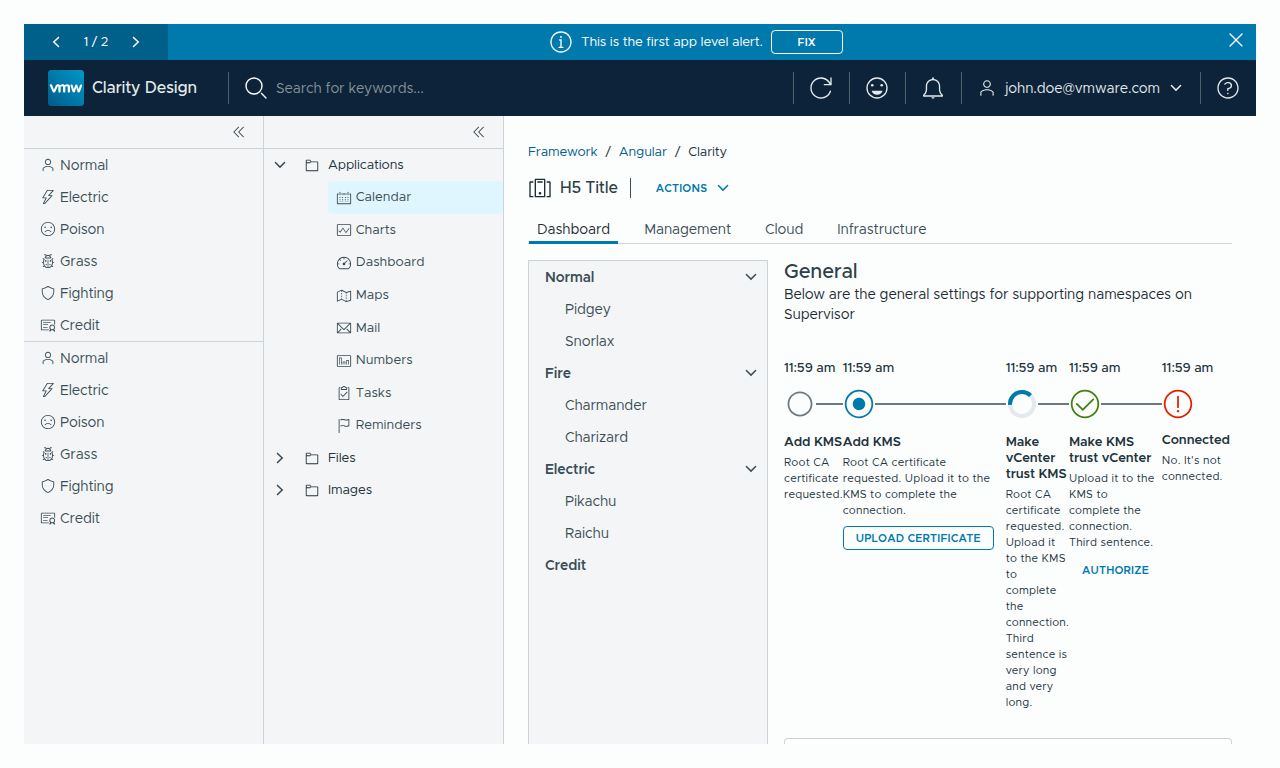 1 / 2
This is the first app level alert.
FIX
vmw
Clarity Design
Search for keywords...
john.doe@vmware.com
Normal
Electric
Poison
Grass
Fighting
Credit
Normal
Electric
Poison
Grass
Fighting
Credit
Applications
Calendar
Charts
Dashboard
Maps
Mail
Numbers
Tasks
Reminders
Files
Images
Framework / Angular / Clarity
H5 Title
ACTIONS
Dashboard
Management
Cloud
Infrastructure
Normal
Pidgey
Snorlax
Fire
Charmander
Charizard
Electric
Pikachu
Raichu
Credit
General
Below are the general settings for supporting namespaces on
Supervisor
11:59 am
Add KMS
Root CA
certificate
requested.
11:59 am
Add KMS
Root CA certificate
requested. Upload it to the
KMS to complete the
connection.
UPLOAD CERTIFICATE
11:59 am
Make
vCenter
trust KMS
Root CA
certificate
requested.
Upload it
to the KMS
to
complete
the
connection.
Third
sentence is
very long
and very
long.
11:59 am
Make KMS
trust vCenter
Upload it to the
KMS to
complete the
connection.
Third sentence.
AUTHORIZE
11:59 am
Connected
No. It's not
connected.